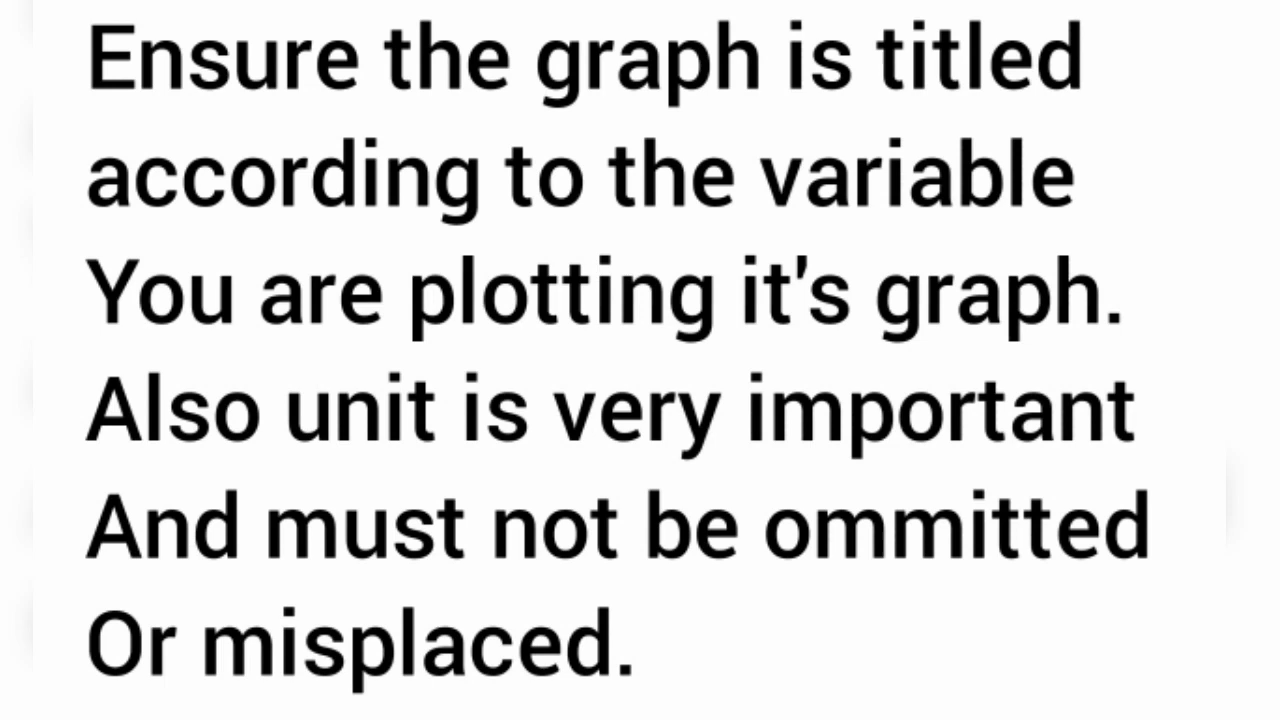 Ensure the graph is titled
according to the variable
You are plotting it's graph.
Also unit is very important
And must not be ommitted
Or misplaced.